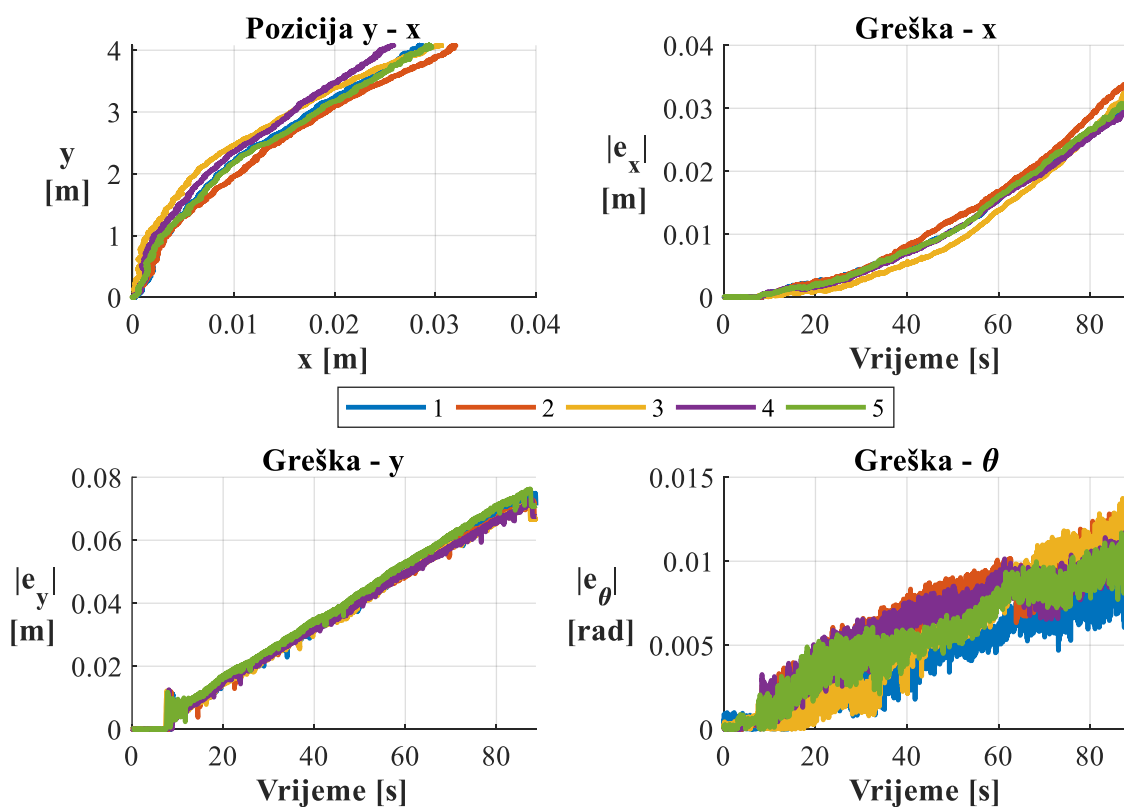 Pozicija y - x
4
3
2
1
0
y
[m]
0 0.01 0.02 0.03 0.04
x [m]
Greška - x
0.04
0.03
0.02
0.01
0
|e_x|
[m]
0 20 40 60 80
Vrijeme [s]
1 2 3 4 5
Greška - y
0.08
0.06
0.04
0.02
0
|e_y|
[m]
0 20 40 60 80
Vrijeme [s]
Greška - θ
0.015
0.01
0.005
0
|e_θ|
[rad]
0 20 40 60 80
Vrijeme [s]